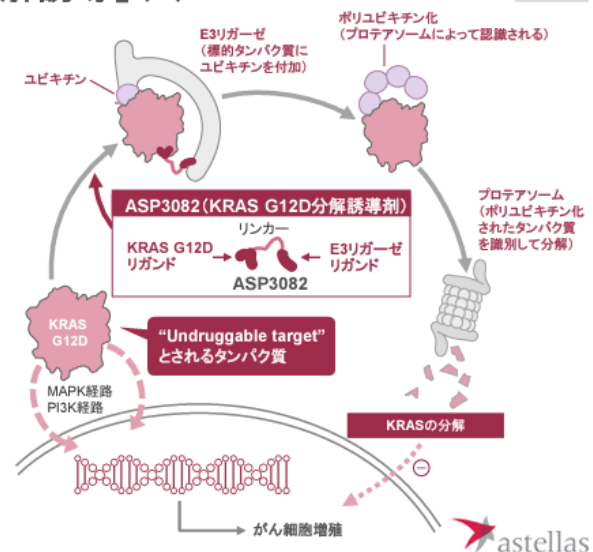 E3リガーゼ
(標的タンパク質に
ユビキチンを付加)
ポリユビキチン化
(プロテアソームによって認識される)
ユビキチン
プロテアソーム
(ポリユビキチン化
されたタンパク質
を識別して分解)
ASP3082(KRAS G12D分解誘導剤)
リンカー
KRAS G12D
リガンド
E3リガーゼ
リガンド
ASP3082
KRAS
G12D
“Undruggable target”
とされるタンパク質
MAPK経路
PI3K経路
KRASの分解
がん細胞増殖
astellas